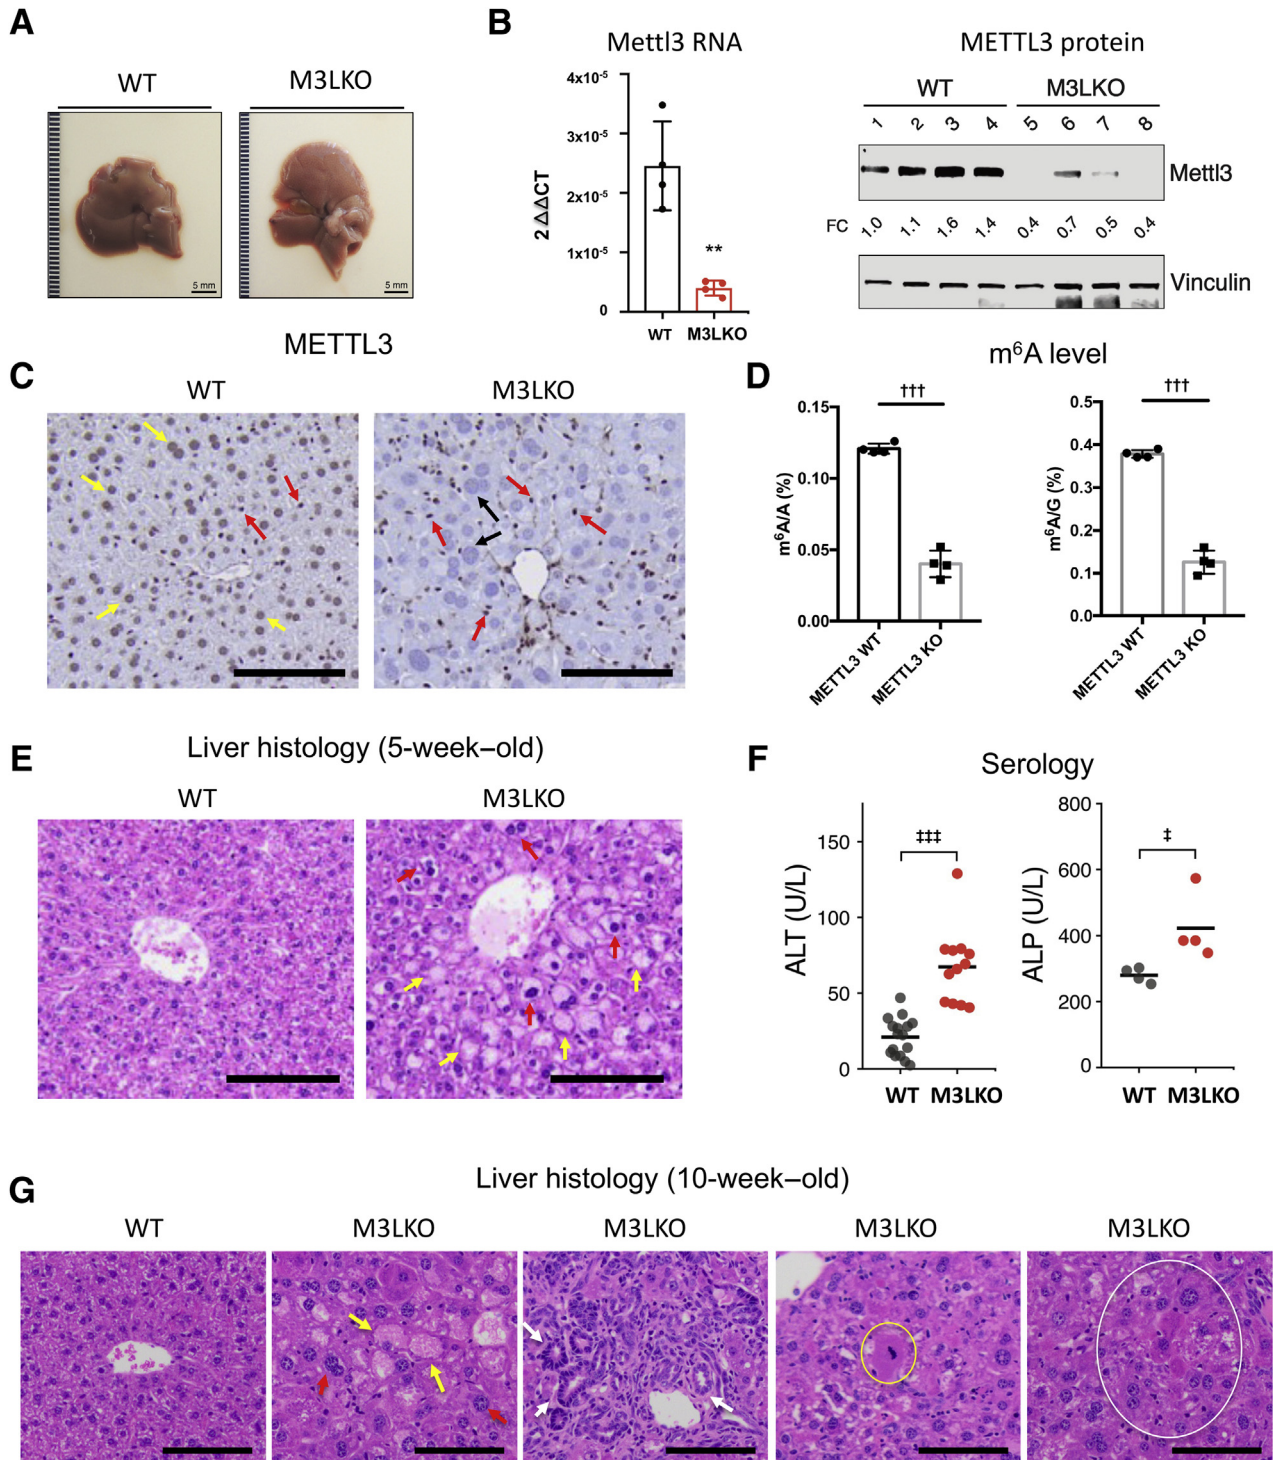 A
WT
M3LKO
5 mm
5 mm
B
Mettl3 RNA
2 ΔΔCT
4x10-5
3x10-5
2x10-5
1x10-5
0
**
WT
M3LKO
METTL3 protein
WT
M3LKO
1 2 3 4 5 6 7 8
Mettl3
FC 1.0 1.1 1.6 1.4 0.4 0.7 0.5 0.4
Vinculin
METTL3
C
WT
M3LKO
D
m⁶A level
†††
m⁶A/A (%)
0.15
0.10
0.05
0.00
METTL3 WT
METTL3 KO
†††
m⁶A/G (%)
0.5
0.4
0.3
0.2
0.1
0.0
METTL3 WT
METTL3 KO
E
Liver histology (5-week–old)
WT
M3LKO
F
Serology
ALT (U/L)
150
100
50
0
‡‡‡
WT
M3LKO
ALP (U/L)
800
600
400
200
0
‡
WT
M3LKO
G
Liver histology (10-week–old)
WT
M3LKO
M3LKO
M3LKO
M3LKO